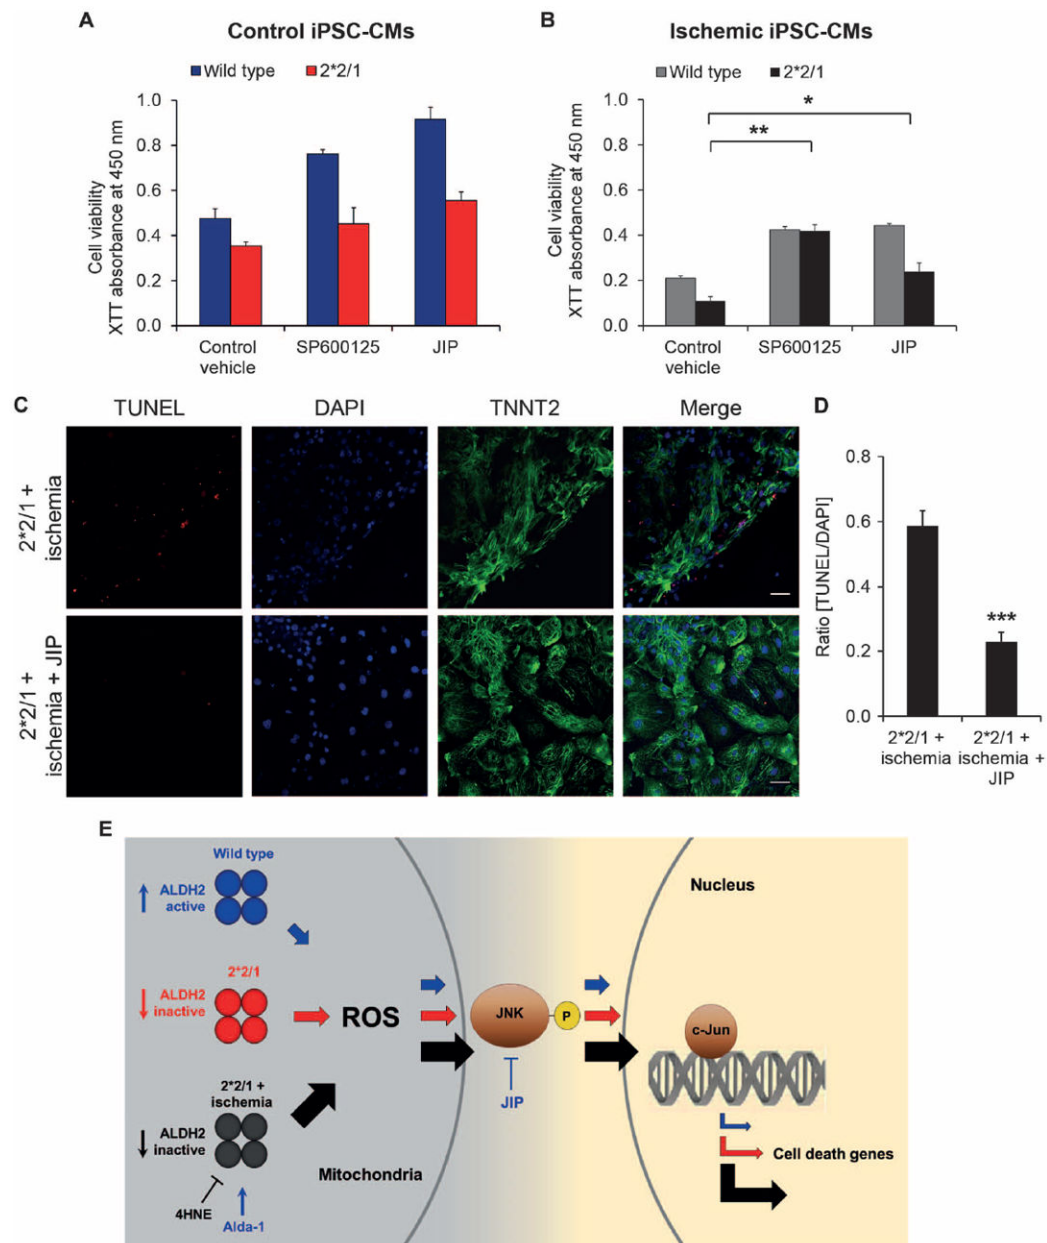 A
Control iPSC-CMs
Wild type
2*2/1
Cell viability
XTT absorbance at 450 nm
1.0
0.8
0.6
0.4
0.2
0.0
Control
vehicle
SP600125
JIP
B
Ischemic iPSC-CMs
Wild type
2*2/1
Cell viability
XTT absorbance at 450 nm
1.0
0.8
0.6
0.4
0.2
0.0
*
**
Control
vehicle
SP600125
JIP
C
TUNEL
DAPI
TNNT2
Merge
2*2/1 +
ischemia
2*2/1 +
ischemia + JIP
D
Ratio [TUNEL/DAPI]
0.8
0.6
0.4
0.2
0.0
***
2*2/1 +
ischemia
2*2/1 +
ischemia +
JIP
E
Wild type
ALDH2
active
2*2/1
ALDH2
inactive
2*2/1 +
ischemia
ALDH2
inactive
4HNE
Alda-1
ROS
Mitochondria
JNK
P
JIP
Nucleus
c-Jun
Cell death genes